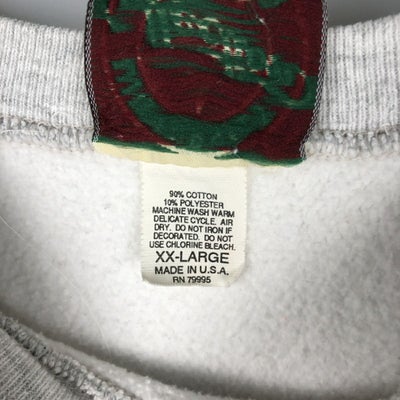 90% COTTON
10% POLYESTER
MACHINE WASH WARM
DELICATE CYCLE. AIR
DRY. DO NOT IRON IF
DECORATED. DO NOT
USE CHLORINE BLEACH.
XX-LARGE
MADE IN U.S.A.
RN 79995